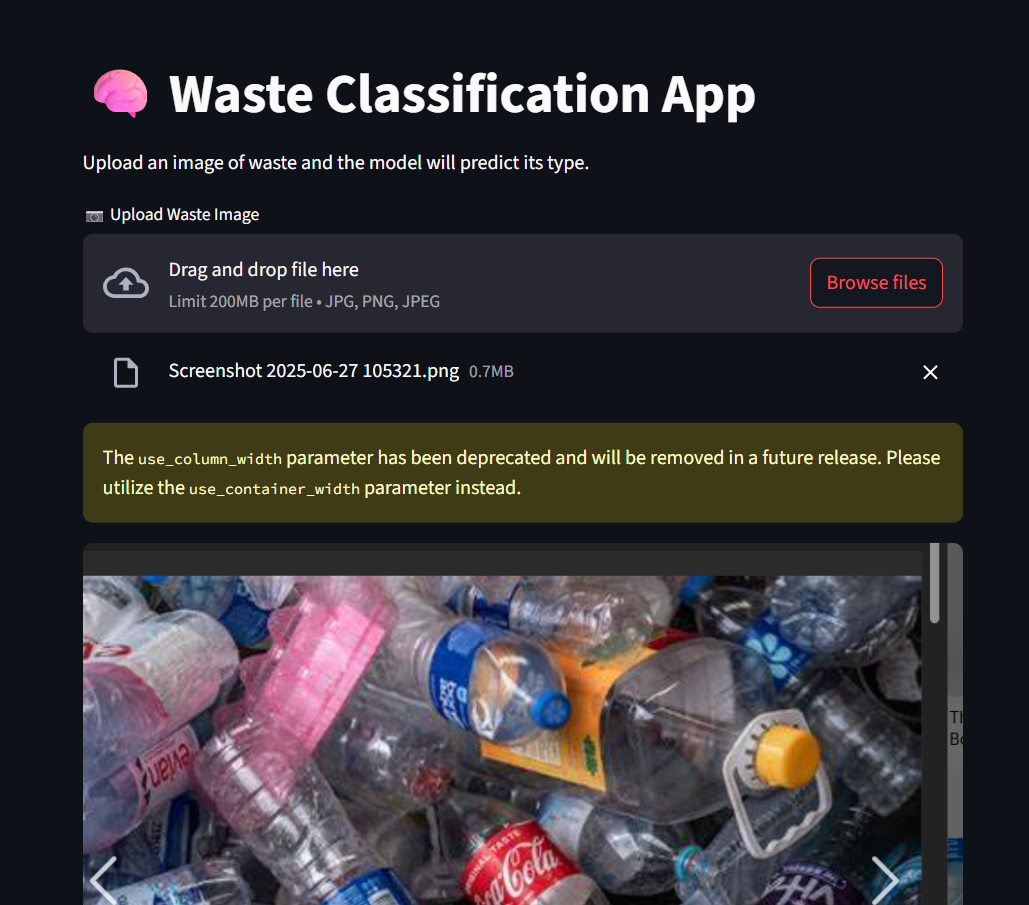 Waste Classification App
Upload an image of waste and the model will predict its type.
Upload Waste Image
Drag and drop file here
Limit 200MB per file • JPG, PNG, JPEG
Browse files
Screenshot 2025-06-27 105321.png 0.7MB
The use_column_width parameter has been deprecated and will be removed in a future release. Please
utilize the use_container_width parameter instead.
evian
ORIGINAL TASTE
Coca-Cola